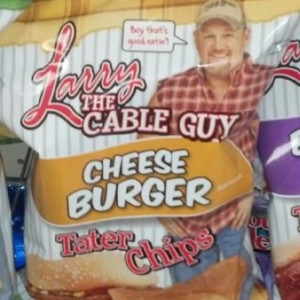 Boy that's
good eatin'!
Larry
THE
CABLE GUY
CHEESE
BURGER
Tater Chips